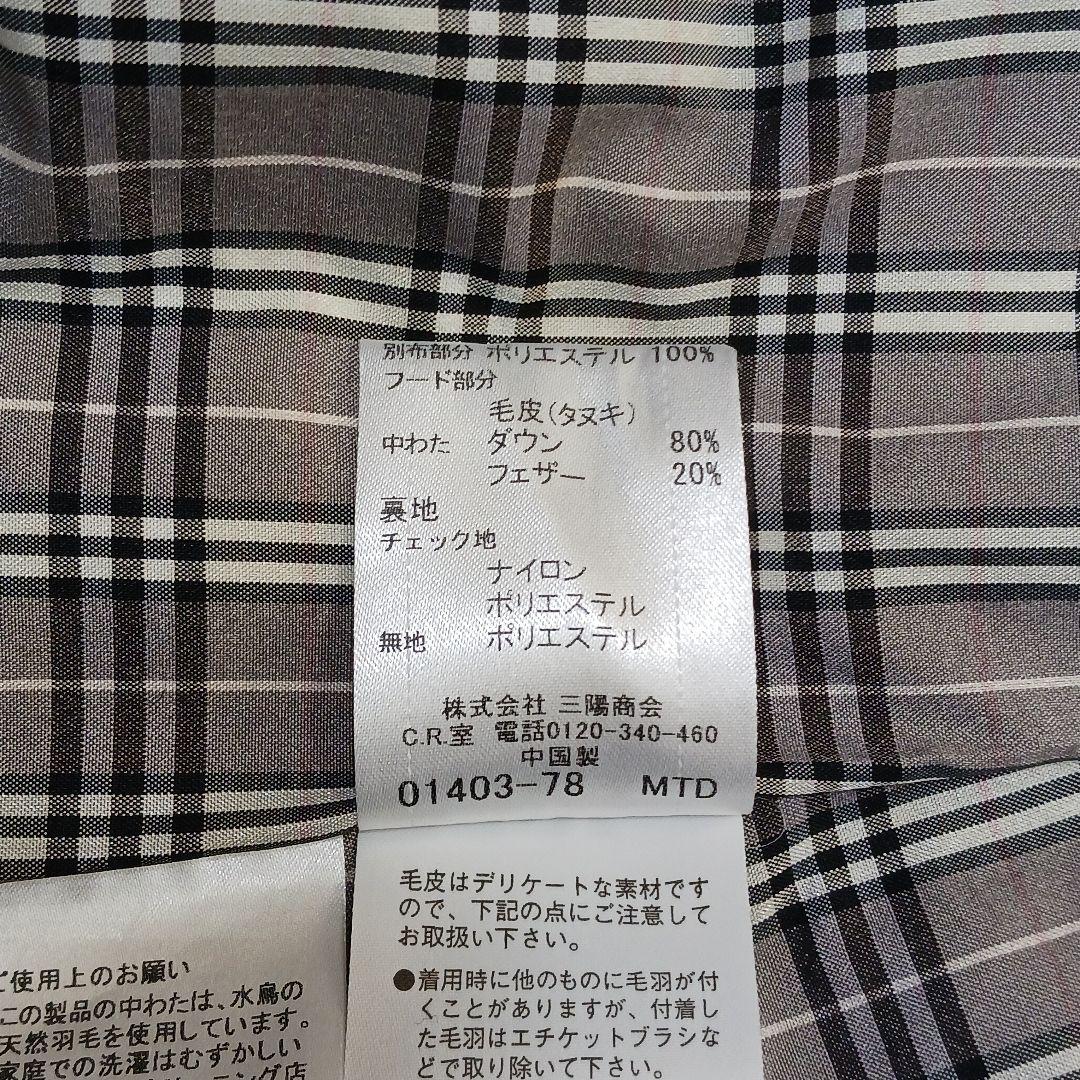 別布部分 ポリエステル 100%
フード部分
毛皮(タヌキ)
中わた ダウン 80%
フェザー 20%
裏地
チェック地
ナイロン
ポリエステル
無地 ポリエステル
株式会社 三陽商会
C.R.室 電話0120-340-460
中国製
01403-78 MTD
毛皮はデリケートな素材です
ので、下記の点にご注意して
お取扱い下さい。
●着用時に他のものに毛羽が付
くことがありますが、付着し
た毛羽はエチケットブラシな
どで取り除いて下さい。
ご使用上のお願い
この製品の中わたは、水鳥の
天然羽毛を使用しています。
家庭での洗濯はむずかしい
ング店